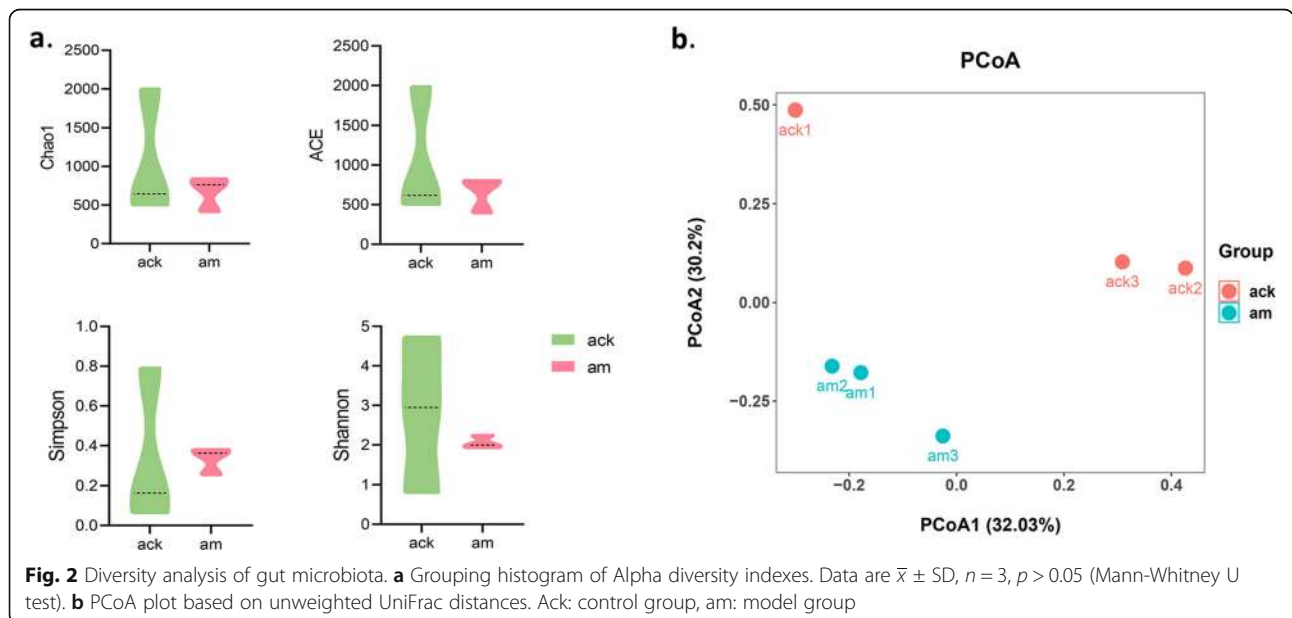 a.
2500
2000
1500
1000
500
0
Chao1
ack
am
2500
2000
1500
1000
500
0
ACE
ack
am
1.0
0.8
0.6
0.4
0.2
0.0
Simpson
ack
am
5
4
3
2
1
0
Shannon
ack
am
ack
am
b.
PCoA
0.50
0.25
0.00
−0.25
PCoA2 (30.2%)
ack1
ack3
ack2
am2
am1
am3
−0.2
0.0
0.2
0.4
PCoA1 (32.03%)
Group
ack
am
Fig. 2 Diversity analysis of gut microbiota. a Grouping histogram of Alpha diversity indexes. Data are x̄ ± SD, n = 3, p > 0.05 (Mann-Whitney U
test). b PCoA plot based on unweighted UniFrac distances. Ack: control group, am: model group